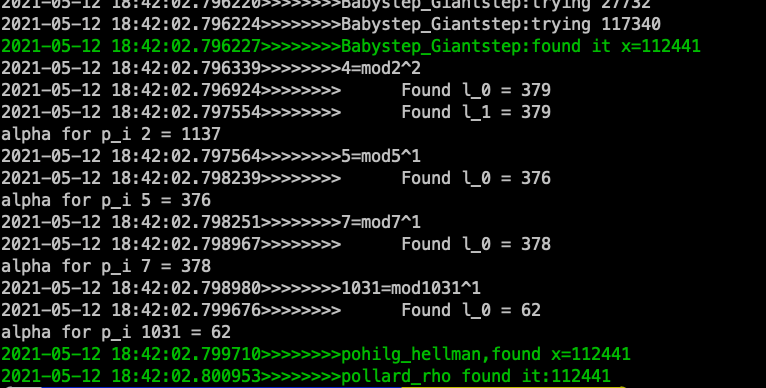 2021-05-12 18:42:02.796220>>>>>>>>Babystep_Giantstep:trying 27732
2021-05-12 18:42:02.796224>>>>>>>>Babystep_Giantstep:trying 117340
2021-05-12 18:42:02.796227>>>>>>>>Babystep_Giantstep:found it x=112441
2021-05-12 18:42:02.796339>>>>>>>>4=mod2^2
2021-05-12 18:42:02.796924>>>>>>>>      Found l_0 = 379
2021-05-12 18:42:02.797554>>>>>>>>      Found l_1 = 379
alpha for p_i 2 = 1137
2021-05-12 18:42:02.797564>>>>>>>>5=mod5^1
2021-05-12 18:42:02.798239>>>>>>>>      Found l_0 = 376
alpha for p_i 5 = 376
2021-05-12 18:42:02.798251>>>>>>>>7=mod7^1
2021-05-12 18:42:02.798967>>>>>>>>      Found l_0 = 378
alpha for p_i 7 = 378
2021-05-12 18:42:02.798980>>>>>>>>1031=mod1031^1
2021-05-12 18:42:02.799676>>>>>>>>      Found l_0 = 62
alpha for p_i 1031 = 62
2021-05-12 18:42:02.799710>>>>>>>>pohilg_hellman,found x=112441
2021-05-12 18:42:02.800953>>>>>>>>pollard_rho found it:112441